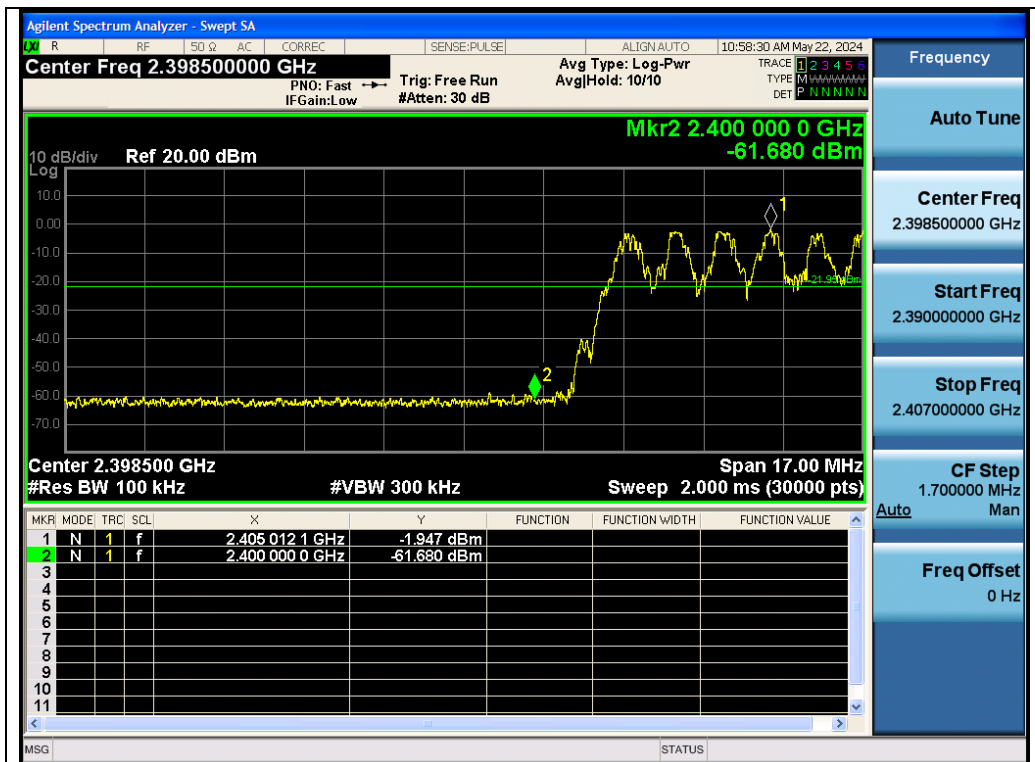 Agilent Spectrum Analyzer - Swept SA
LXI R RF 50 Ω AC CORREC SENSE:PULSE ALIGN AUTO 10:58:30 AM May 22, 2024
Center Freq 2.398500000 GHz
PNO: Fast
IFGain:Low
Trig: Free Run
#Atten: 30 dB
Avg Type: Log-Pwr
Avg|Hold: 10/10
TRACE 1 2 3 4 5 6
TYPE M WWWWW
DET P N N N N N
Mkr2 2.400 000 0 GHz
-61.680 dBm
10 dB/div Ref 20.00 dBm
Log
10.0
0.00
-10.0
-20.0
-30.0
-40.0
-50.0
-60.0
-70.0
1
2
Center 2.398500 GHz Span 17.00 MHz
#Res BW 100 kHz #VBW 300 kHz Sweep 2.000 ms (30000 pts)
MKR MODE TRC SCL X Y FUNCTION FUNCTION WIDTH FUNCTION VALUE
1 N 1 f 2.405 012 1 GHz -1.947 dBm
2 N 1 f 2.400 000 0 GHz -61.680 dBm
3
4
5
6
7
8
9
10
11
MSG STATUS
Frequency
Auto Tune
Center Freq
2.398500000 GHz
Start Freq
2.390000000 GHz
Stop Freq
2.407000000 GHz
CF Step
1.700000 MHz
Auto Man
Freq Offset
0 Hz